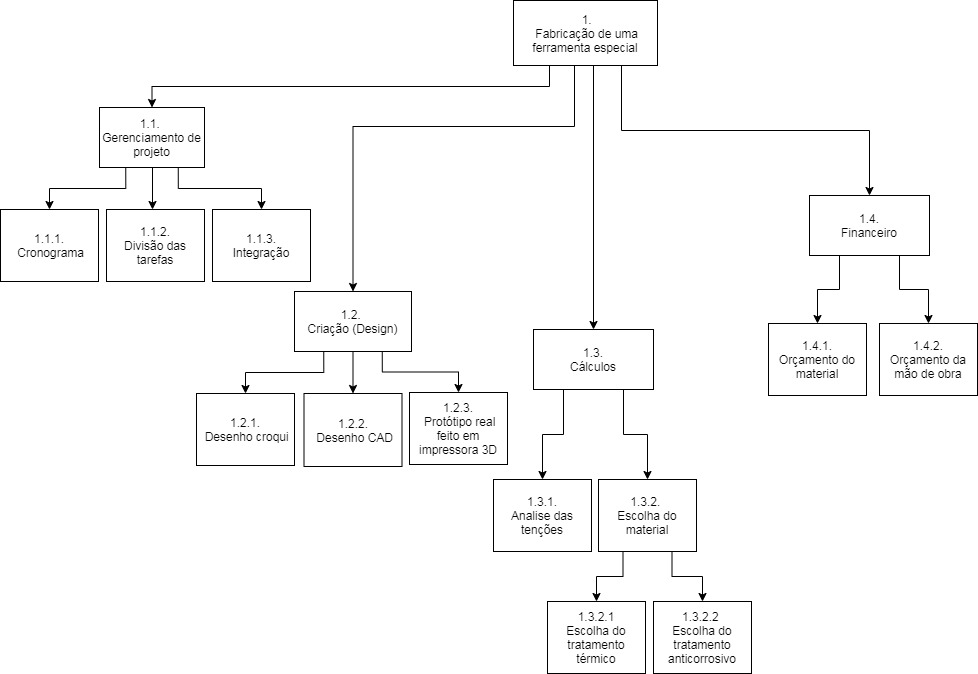 1.
Fabricação de uma
ferramenta especial
1.1.
Gerenciamento de
projeto
1.1.1.
Cronograma
1.1.2.
Divisão das
tarefas
1.1.3.
Integração
1.2.
Criação (Design)
1.2.1.
Desenho croqui
1.2.2.
Desenho CAD
1.2.3.
Protótipo real
feito em
impressora 3D
1.3.
Cálculos
1.3.1.
Analise das
tenções
1.3.2.
Escolha do
material
1.3.2.1
Escolha do
tratamento
térmico
1.3.2.2
Escolha do
tratamento
anticorrosivo
1.4.
Financeiro
1.4.1.
Orçamento do
material
1.4.2.
Orçamento da
mão de obra